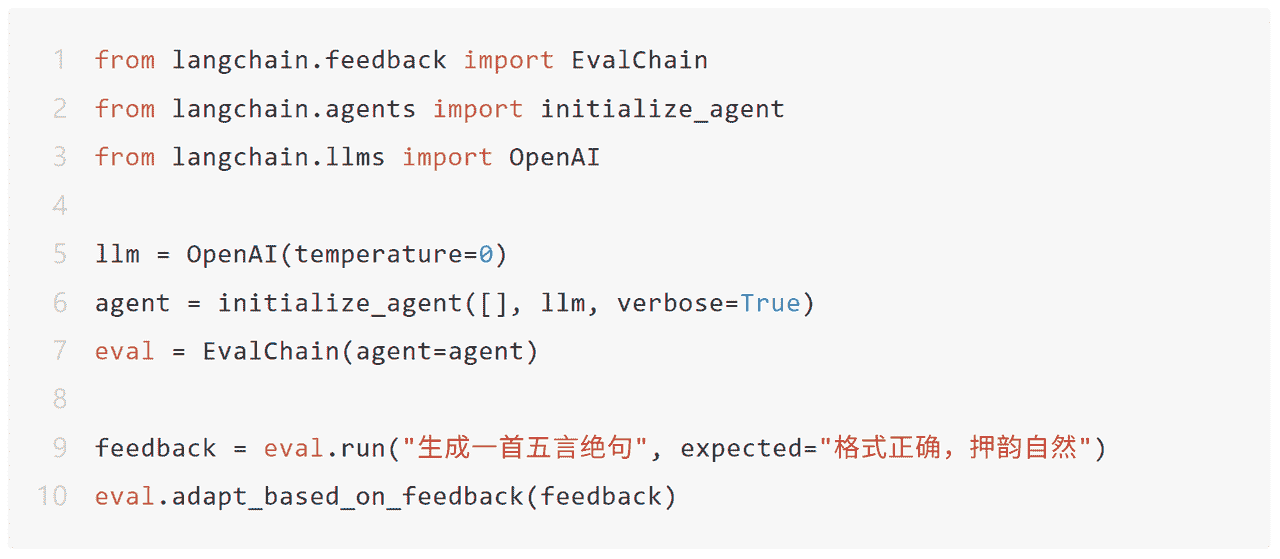 1 from langchain.feedback import EvalChain
2 from langchain.agents import initialize_agent
3 from langchain.llms import OpenAI
4
5 llm = OpenAI(temperature=0)
6 agent = initialize_agent([], llm, verbose=True)
7 eval = EvalChain(agent=agent)
8
9 feedback = eval.run("生成一首五言绝句", expected="格式正确，押韵自然")
10 eval.adapt_based_on_feedback(feedback)